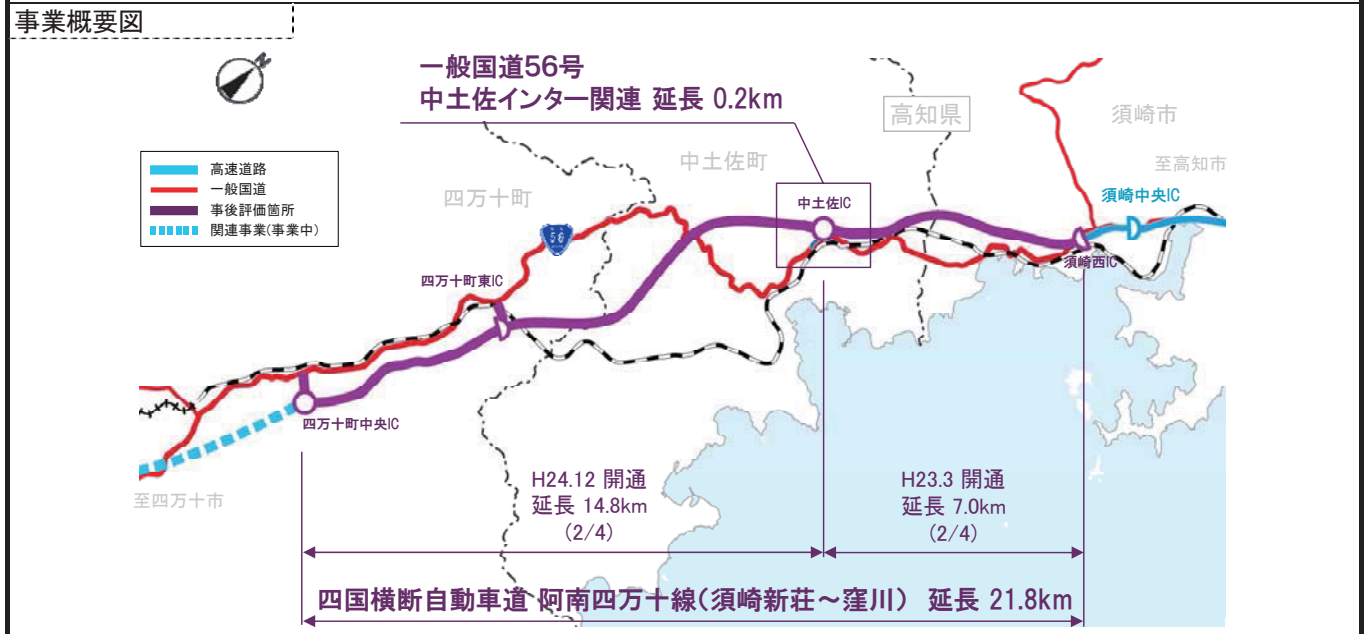 事業概要図
N
一般国道56号
中土佐インター関連 延長 0.2km
高速道路
一般国道
事後評価箇所
関連事業(事業中)
高知県
須崎市
至高知市
中土佐町
四万十町
56
中土佐IC
須崎中央IC
須崎西IC
四万十町東IC
四万十町中央IC
至四万十市
H24.12 開通
延長 14.8km
(2/4)
H23.3 開通
延長 7.0km
(2/4)
四国横断自動車道 阿南四万十線(須崎新荘~窪川) 延長 21.8km